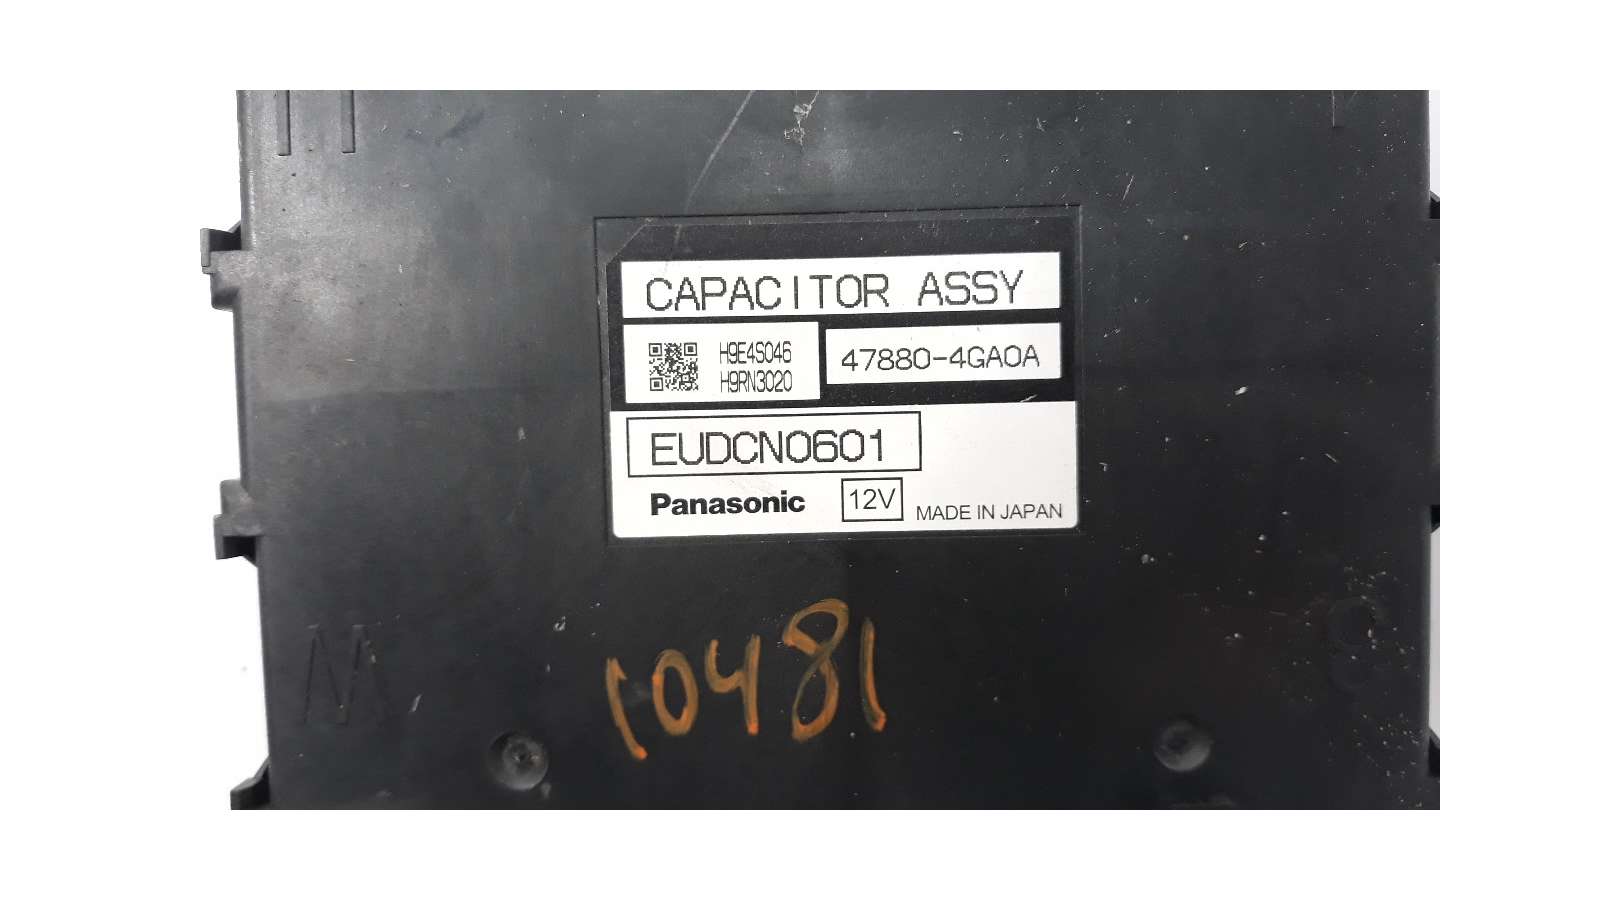 CAPACITOR ASSY
H9E4S046
H9RN3020
47880-4GA0A
EUDCN0601
Panasonic
12V
MADE IN JAPAN
10481